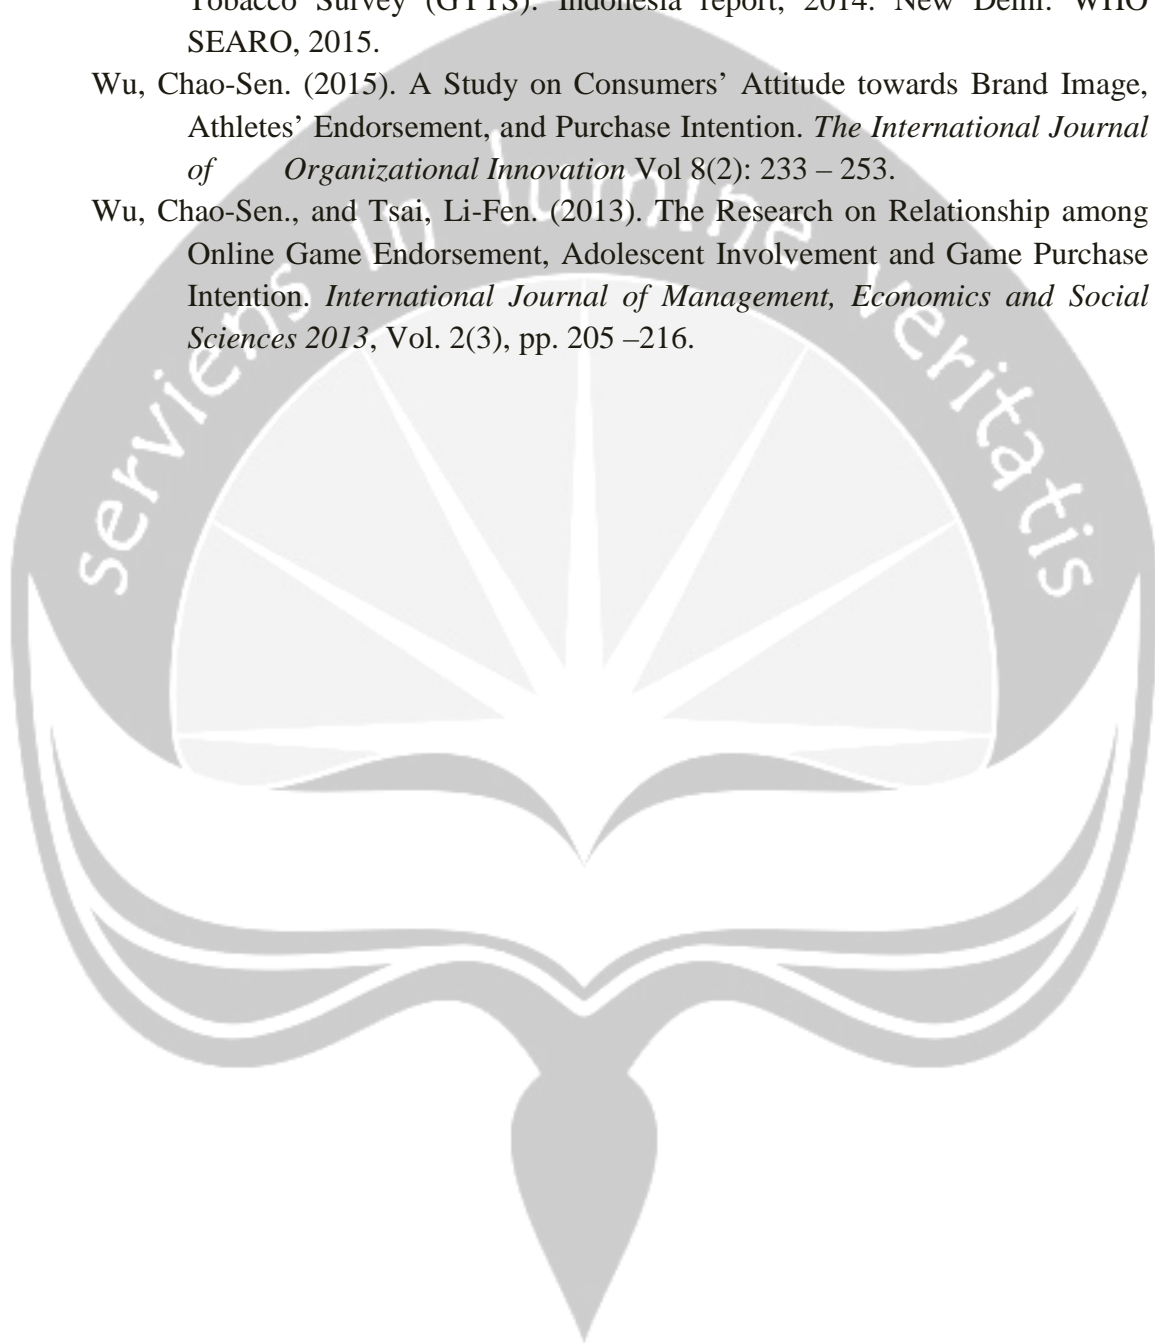 Tobacco Survey (GYTS). Indonesia report, 2014. New Delhi: WHO
SEARO, 2015.
Wu, Chao-Sen. (2015). A Study on Consumers’ Attitude towards Brand Image,
Athletes’ Endorsement, and Purchase Intention. The International Journal
of Organizational Innovation Vol 8(2): 233 – 253.
Wu, Chao-Sen., and Tsai, Li-Fen. (2013). The Research on Relationship among
Online Game Endorsement, Adolescent Involvement and Game Purchase
Intention. International Journal of Management, Economics and Social
Sciences 2013, Vol. 2(3), pp. 205 –216.
serviens in lumine veritatis